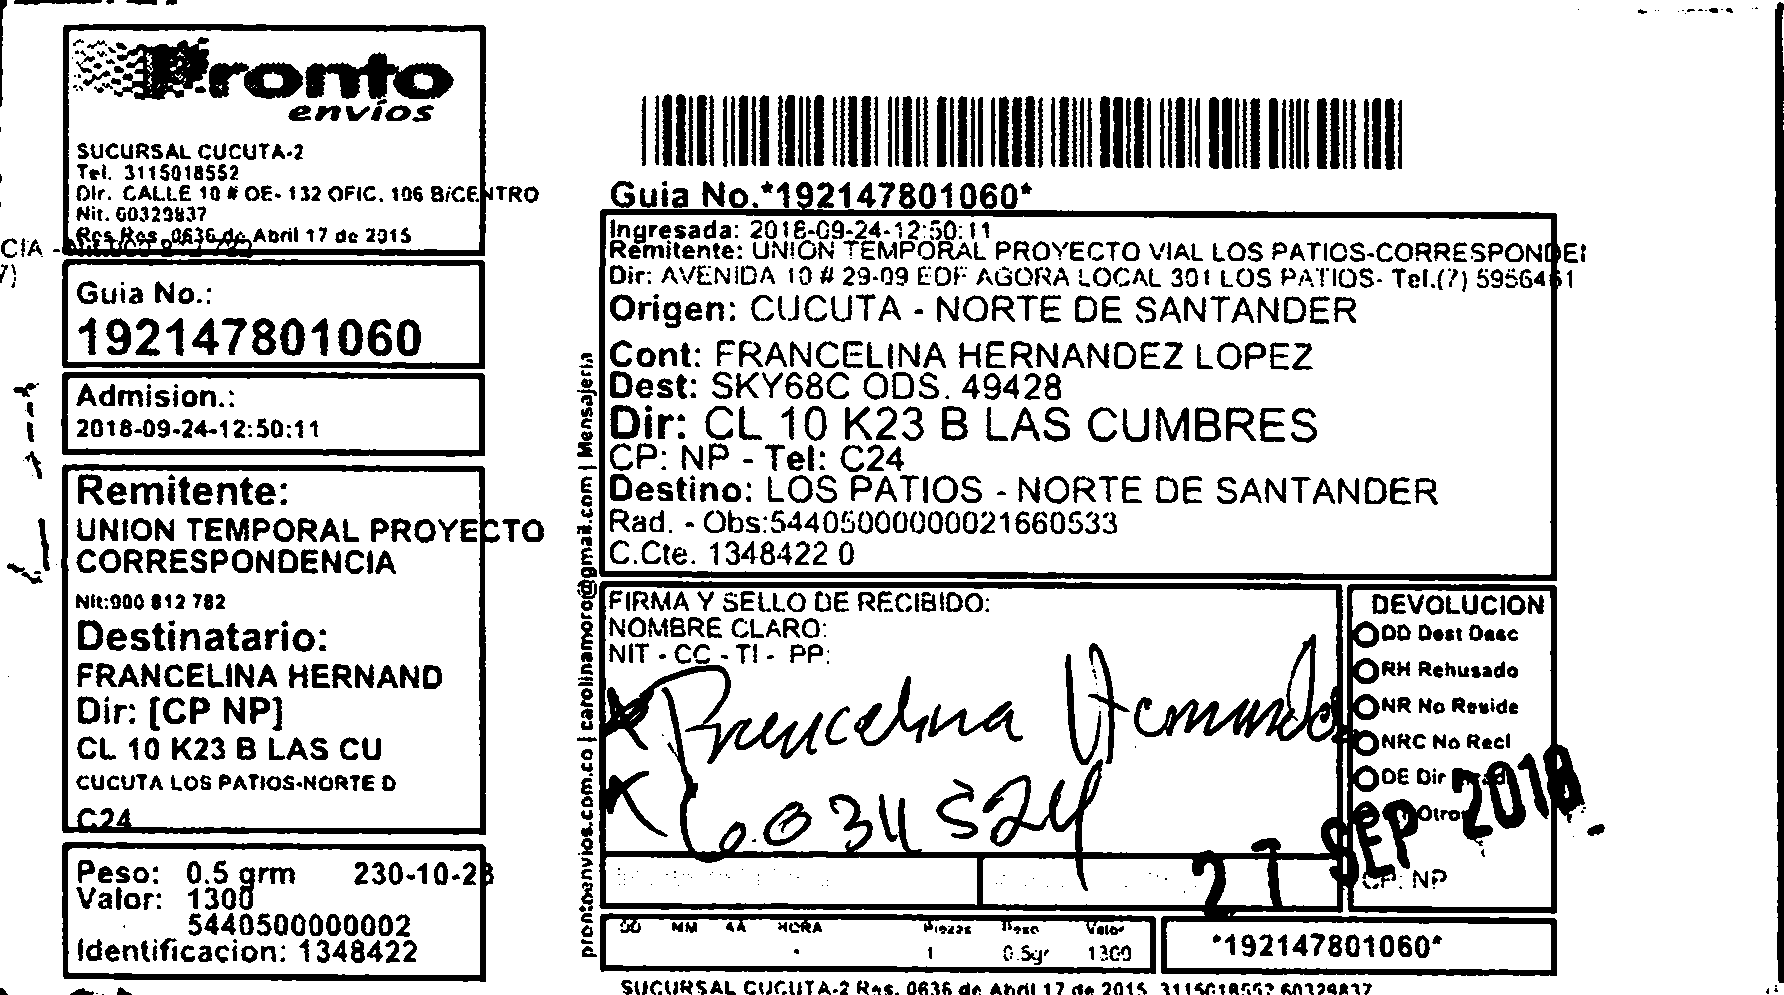 Pronto
envíos
SUCURSAL CUCUTA-2
Tel. 3115018552
Dir. CALLE 10 # OE- 132 OFIC. 106 B/CENTRO
Nit. 60329837
Res Res. 0636 de Abril 17 de 2015
Guia No.:
192147801060
Admision.:
2018-09-24-12:50:11
Remitente:
UNION TEMPORAL PROYECTO
CORRESPONDENCIA
Nit:900 812 782
Destinatario:
FRANCELINA HERNAND
Dir: [CP NP]
CL 10 K23 B LAS CU
CUCUTA LOS PATIOS-NORTE D
C24
Peso: 0.5 grm 230-10-23
Valor: 1300
5440500000002
Identificacion: 1348422
Guia No.*192147801060*
Ingresada: 2018-09-24-12:50:11
Remitente: UNION TEMPORAL PROYECTO VIAL LOS PATIOS-CORRESPONDEI
Dir: AVENIDA 10 # 29-09 EDF AGORA LOCAL 301 LOS PATIOS- Tel.(7) 5956461
Origen: CUCUTA - NORTE DE SANTANDER
Cont: FRANCELINA HERNANDEZ LOPEZ
Dest: SKY68C ODS. 49428
Dir: CL 10 K23 B LAS CUMBRES
CP: NP - Tel: C24
Destino: LOS PATIOS - NORTE DE SANTANDER
Rad. - Obs:544050000000021660533
C.Cte. 1348422 0
prontoenvios.com.co | carolinamoro@gmail.com | Mensajeria
FIRMA Y SELLO DE RECIBIDO:
NOMBRE CLARO:
NIT - CC - TI - PP:
Francelina Hernandez
60311524
DEVOLUCION
DD Dest Desc
RH Rehusado
NR No Reside
NRC No Recl
DE Dir
Otro
27 SEP 2018
CP: NP
DD MM AA HORA Piezas Peso Valor
1 0.5gr 1300
*192147801060*
SUCURSAL CUCUTA-2 Res. 0636 de Abril 17 de 2015 3115018552 60329837